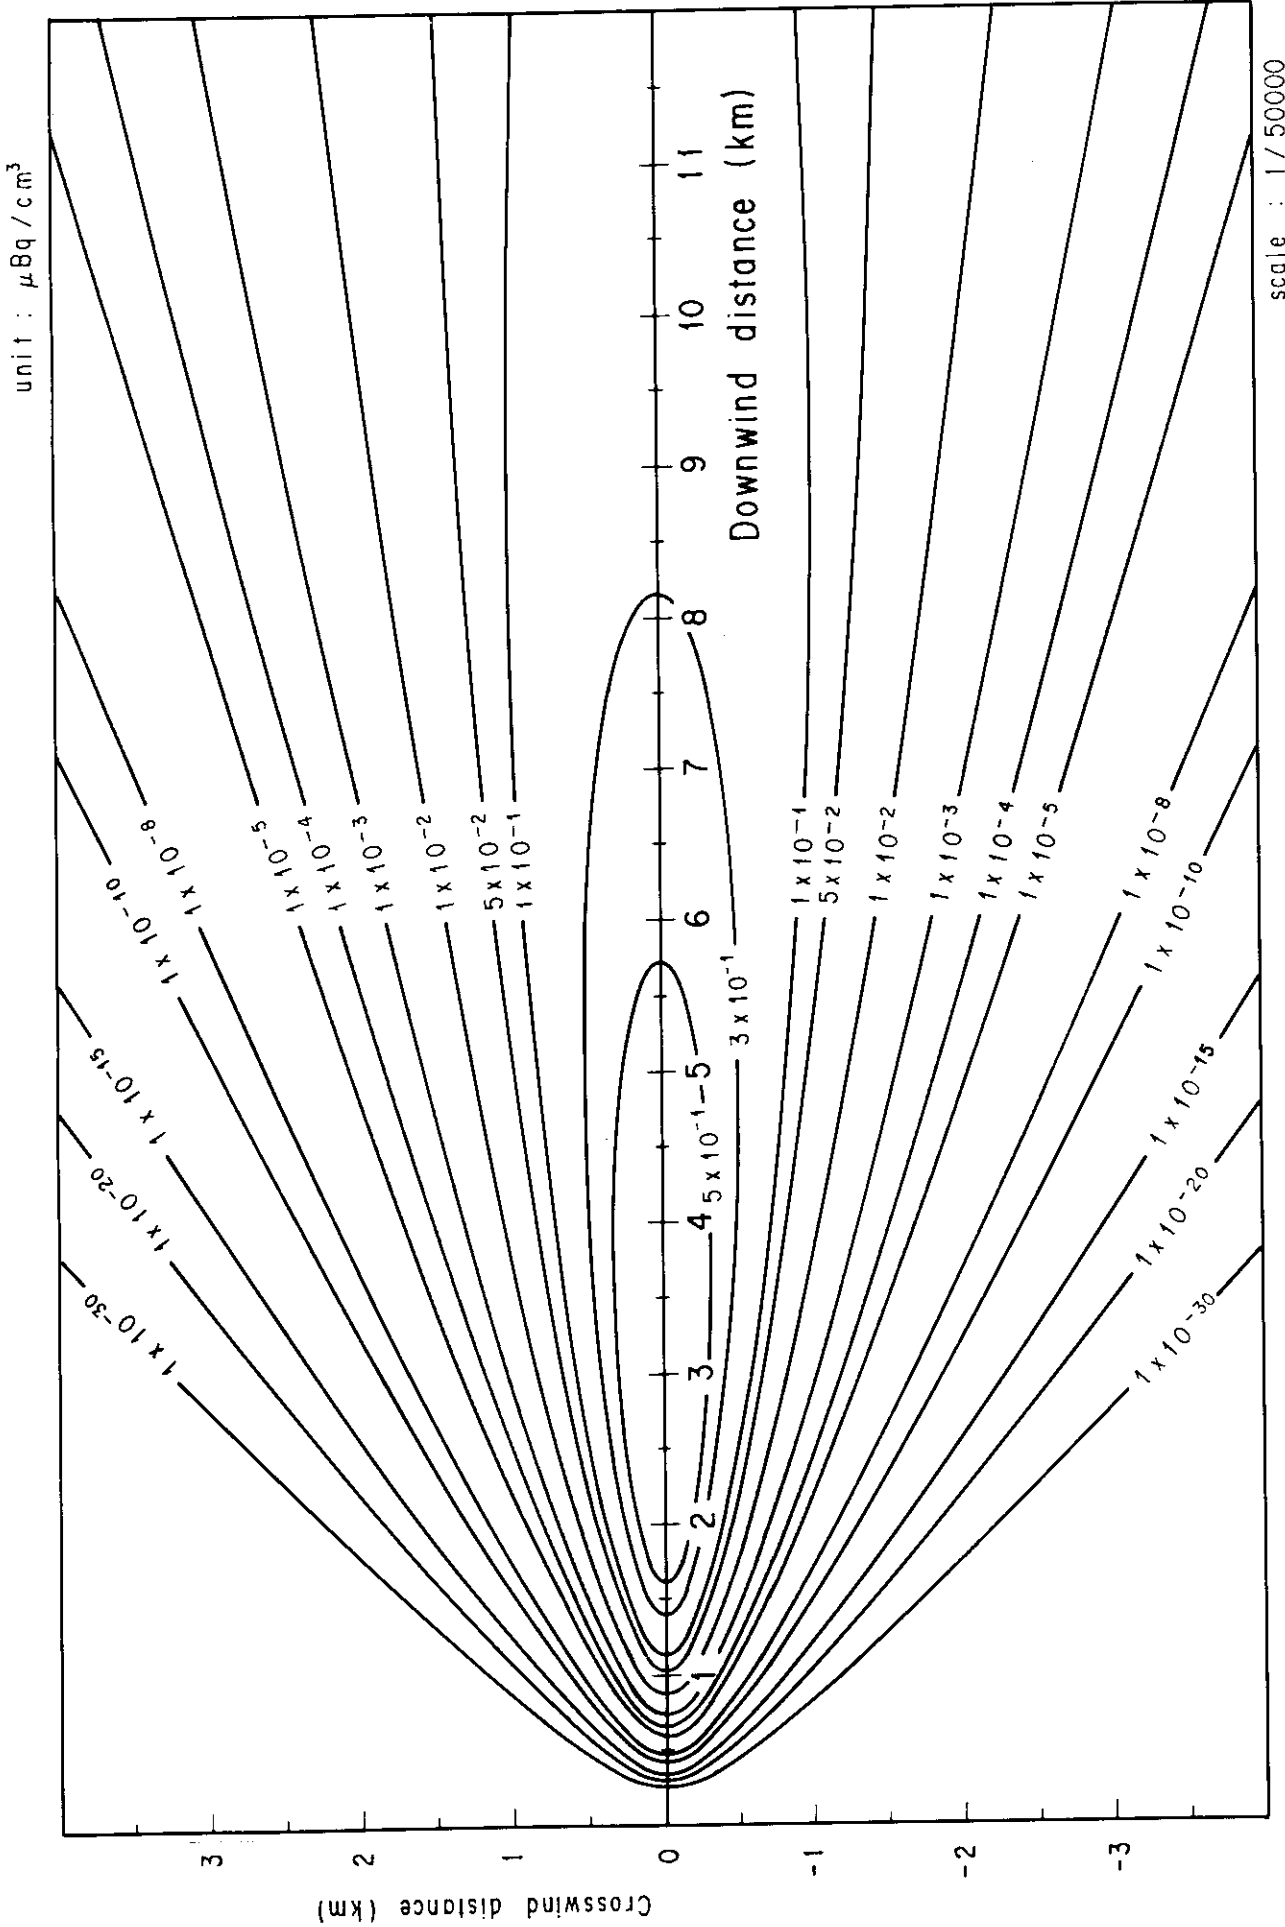 unit : μBq/cm³
1 x 10⁻³⁰
1 x 10⁻²⁰
1 x 10⁻¹⁵
1 x 10⁻¹⁰
1 x 10⁻⁸
1 x 10⁻⁵
1 x 10⁻⁴
1 x 10⁻³
1 x 10⁻²
5 x 10⁻²
1 x 10⁻¹
1 2 3 4 5 6 7 8 9 10 11
Downwind distance (km)
5 x 10⁻¹
3 x 10⁻¹
1 x 10⁻¹
5 x 10⁻²
1 x 10⁻²
1 x 10⁻³
1 x 10⁻⁴
1 x 10⁻⁵
1 x 10⁻⁸
1 x 10⁻¹⁰
1 x 10⁻¹⁵
1 x 10⁻²⁰
1 x 10⁻³⁰
3
2
1
0
-1
-2
-3
Crosswind distance (km)
scale : 1/50000